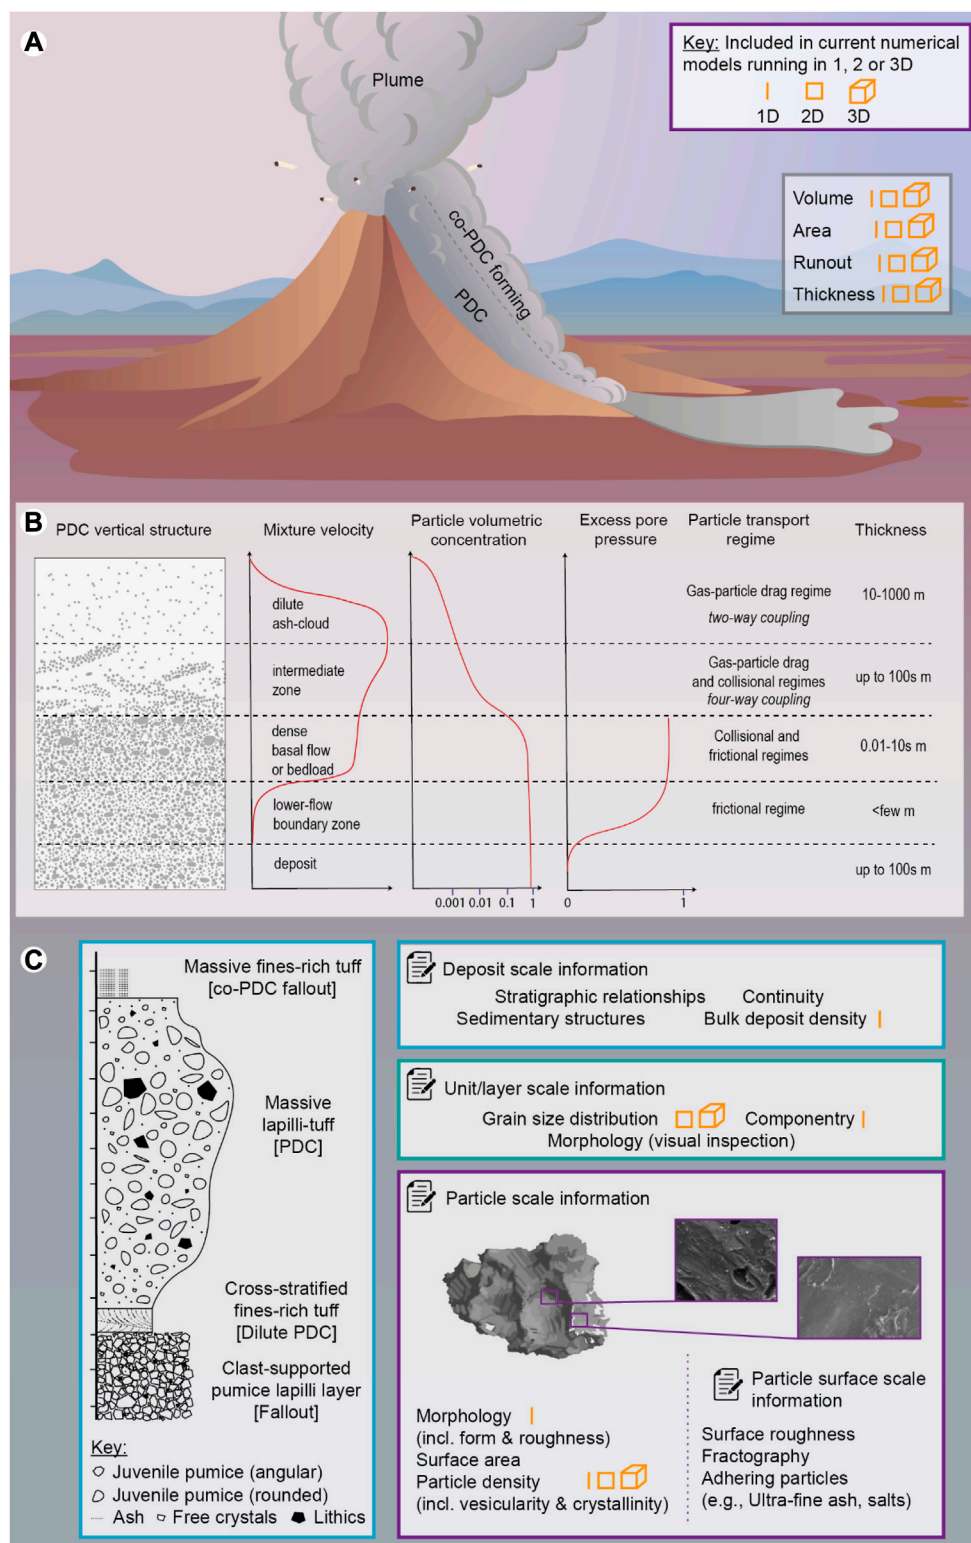 A
Key: Included in current numerical
models running in 1, 2 or 3D
1D 2D 3D
Plume
co-PDC forming
PDC
Volume
Area
Runout
Thickness
B
PDC vertical structure
Mixture velocity
Particle volumetric
concentration
Excess pore
pressure
Particle transport
regime
Thickness
dilute
ash-cloud
Gas-particle drag regime
two-way coupling
10-1000 m
intermediate
zone
Gas-particle drag
and collisional regimes
four-way coupling
up to 100s m
dense
basal flow
or bedload
Collisional and
frictional regimes
0.01-10s m
lower-flow
boundary zone
frictional regime
<few m
deposit
up to 100s m
0.001 0.01 0.1 1
0 1
C
Massive fines-rich tuff
[co-PDC fallout]
Massive
lapilli-tuff
[PDC]
Cross-stratified
fines-rich tuff
[Dilute PDC]
Clast-supported
pumice lapilli layer
[Fallout]
Key:
Juvenile pumice (angular)
Juvenile pumice (rounded)
Ash Free crystals Lithics
Deposit scale information
Stratigraphic relationships Continuity
Sedimentary structures Bulk deposit density
Unit/layer scale information
Grain size distribution Componentry
Morphology (visual inspection)
Particle scale information
Morphology
(incl. form & roughness)
Surface area
Particle density
(incl. vesicularity & crystallinity)
Particle surface scale
information
Surface roughness
Fractography
Adhering particles
(e.g., Ultra-fine ash, salts)